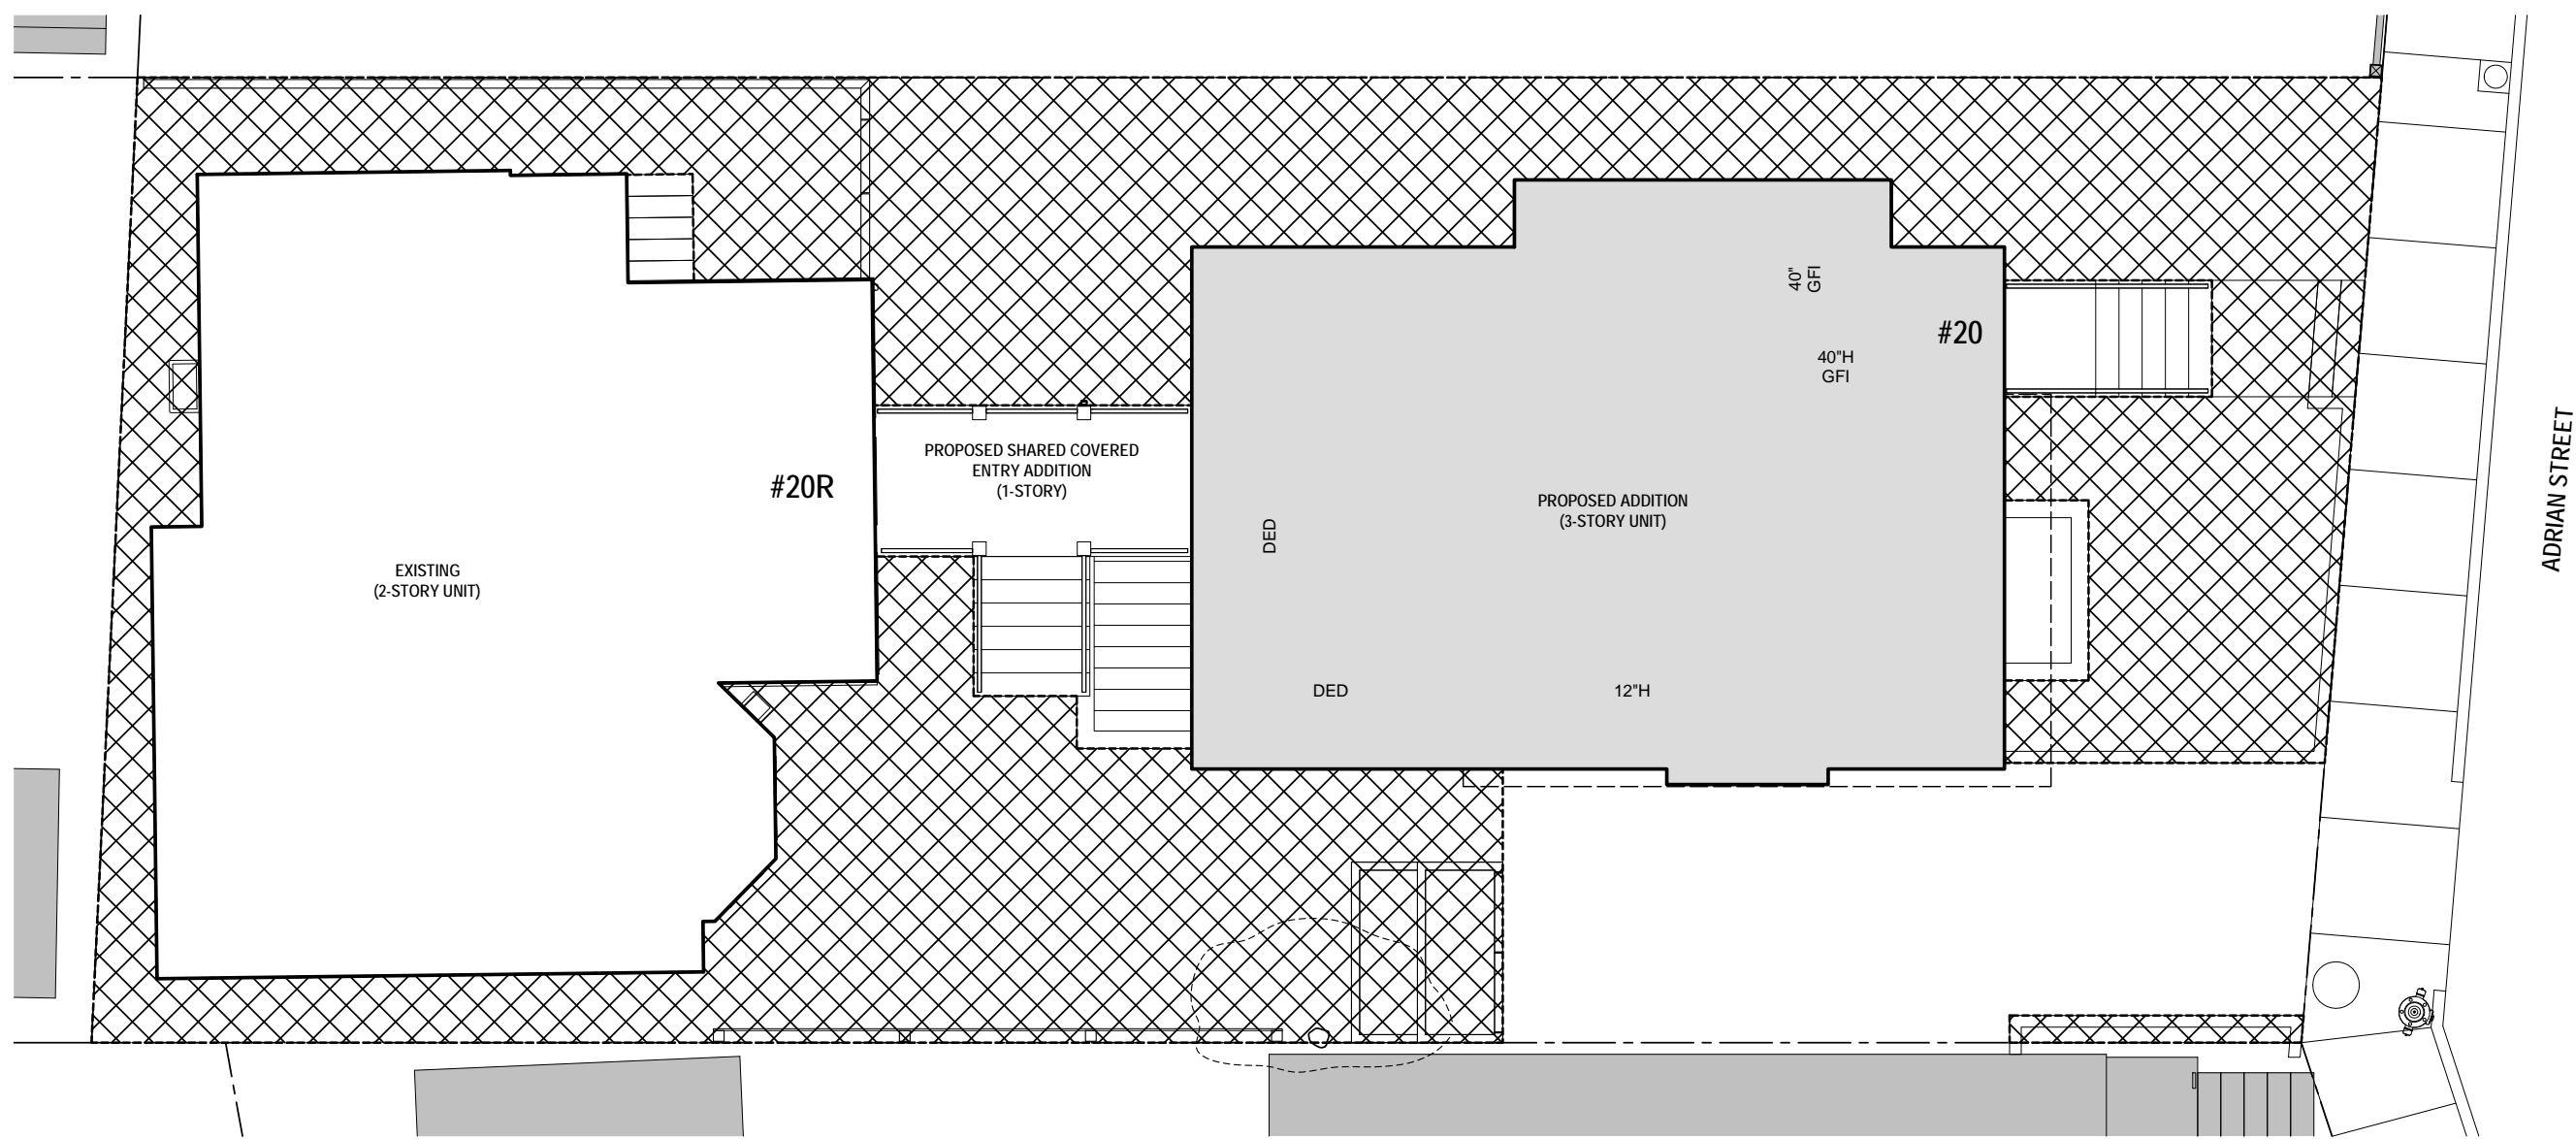 40"
GFI
#20
40"H
GFI
PROPOSED SHARED COVERED
ENTRY ADDITION
(1-STORY)
#20R
PROPOSED ADDITION
(3-STORY UNIT)
DED
EXISTING
(2-STORY UNIT)
DED
12"H
ADRIAN STREET